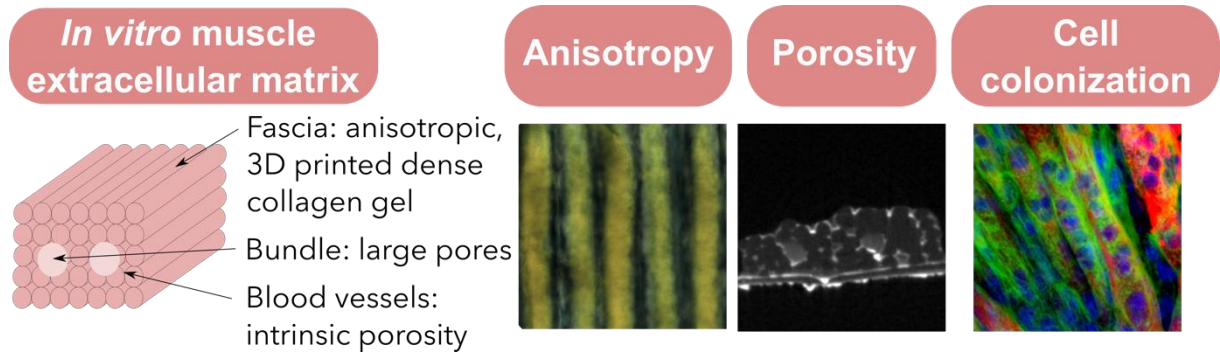 In vitro muscle
extracellular matrix
Anisotropy
Porosity
Cell
colonization
Fascia: anisotropic,
3D printed dense
collagen gel
Bundle: large pores
Blood vessels:
intrinsic porosity